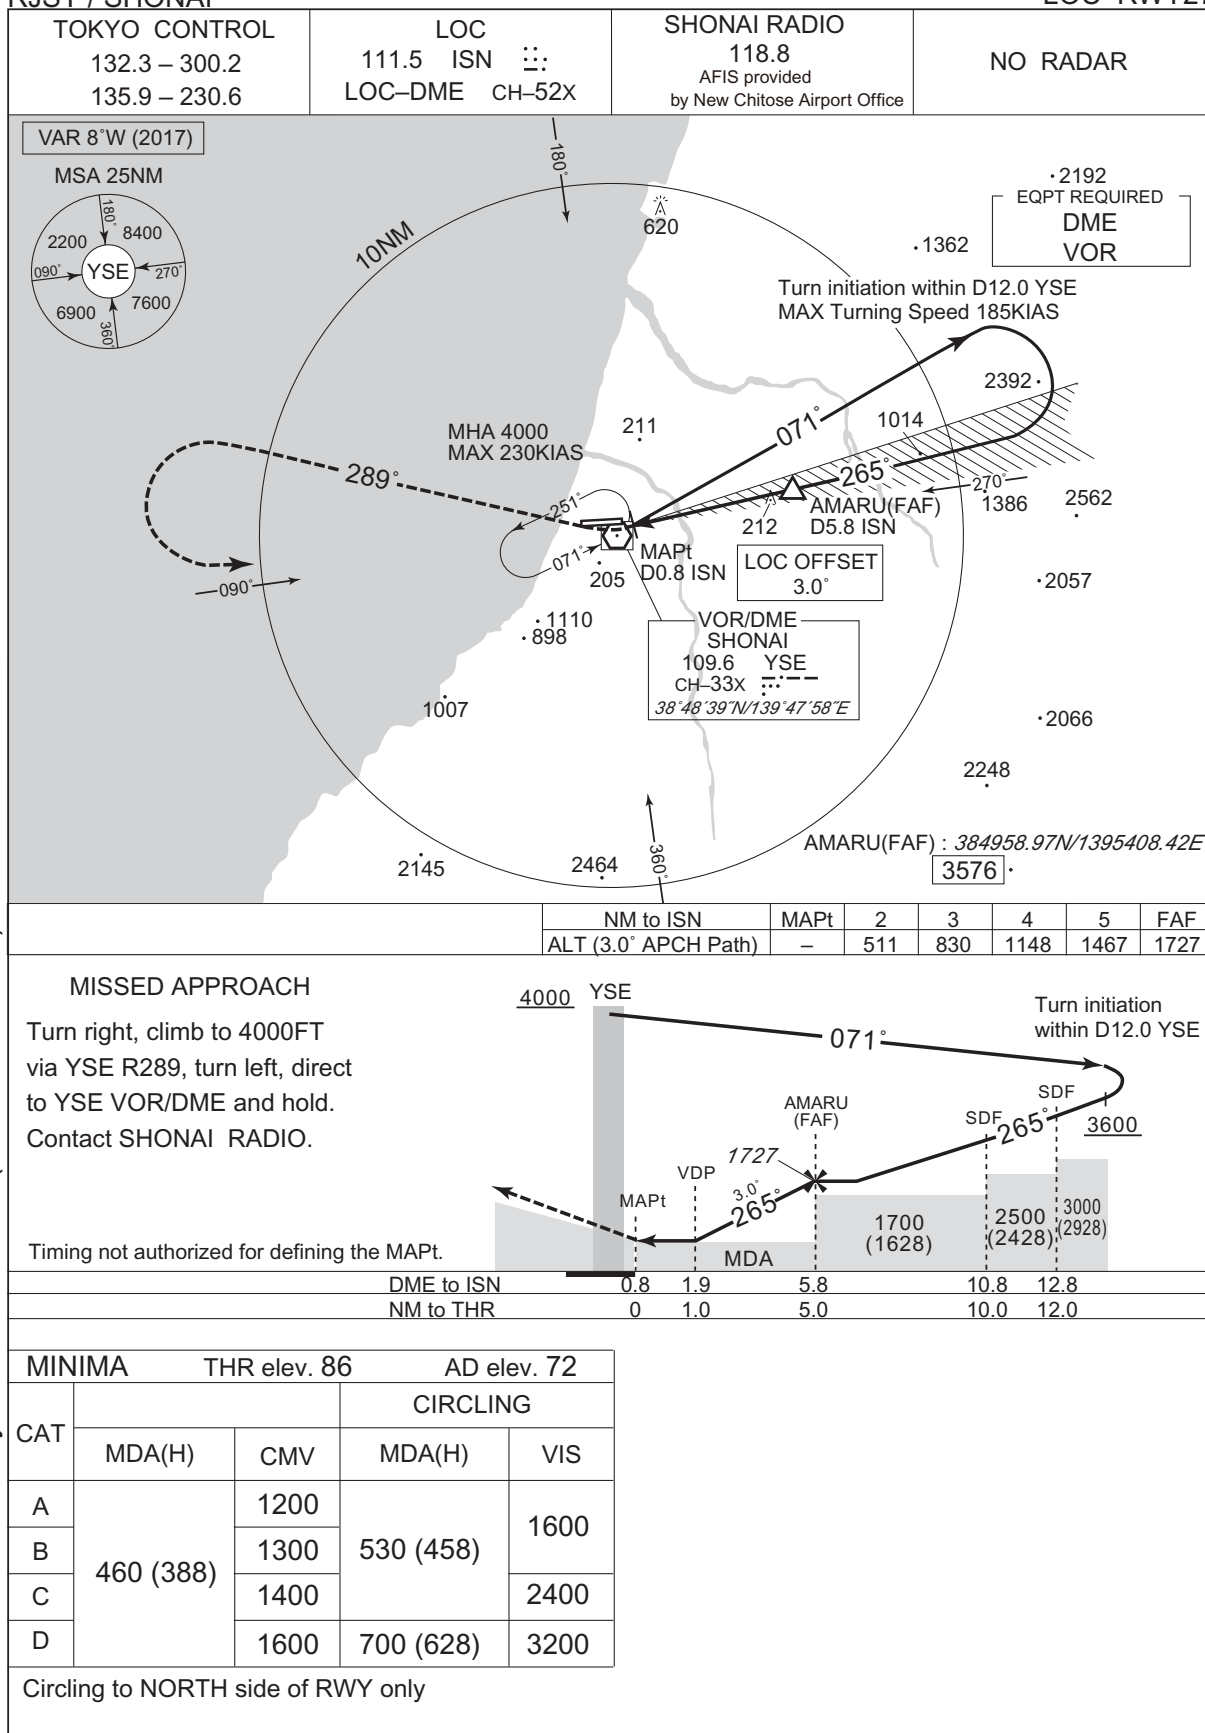 RJSY / SHONAI
LOC RWY27
TOKYO CONTROL
132.3 – 300.2
135.9 – 230.6
LOC
111.5 ISN
LOC–DME CH–52X
SHONAI RADIO
118.8
AFIS provided
by New Chitose Airport Office
NO RADAR
VAR 8°W (2017)
MSA 25NM
180°
2200
8400
090°
YSE
270°
6900
7600
360°
180°
10NM
620
2192
EQPT REQUIRED
DME
VOR
1362
Turn initiation within D12.0 YSE
MAX Turning Speed 185KIAS
2392
MHA 4000
MAX 230KIAS
211
071°
1014
289°
265°
251°
270°
AMARU(FAF)
D5.8 ISN
1386
2562
212
071°
MAPt
D0.8 ISN
LOC OFFSET
3.0°
205
090°
2057
1110
898
VOR/DME
SHONAI
109.6 YSE
CH–33X
38°48´39˝N/139°47´58˝E
1007
2066
2248
360°
AMARU(FAF) : 384958.97N/1395408.42E
2145
2464
3576
NM to ISN MAPt 2 3 4 5 FAF
ALT (3.0° APCH Path) – 511 830 1148 1467 1727
MISSED APPROACH
Turn right, climb to 4000FT
via YSE R289, turn left, direct
to YSE VOR/DME and hold.
Contact SHONAI RADIO.
Timing not authorized for defining the MAPt.
4000
YSE
071°
Turn initiation
within D12.0 YSE
AMARU
(FAF)
SDF
SDF
265°
3600
1727
VDP
3.0°
265°
MAPt
MDA
1700
(1628)
2500
(2428)
3000
(2928)
DME to ISN 0.8 1.9 5.8 10.8 12.8
NM to THR 0 1.0 5.0 10.0 12.0
MINIMA THR elev. 86 AD elev. 72
CAT
CIRCLING
MDA(H) CMV MDA(H) VIS
A 460 (388) 1200 530 (458) 1600
B 1300
C 1400 2400
D 1600 700 (628) 3200
Circling to NORTH side of RWY only